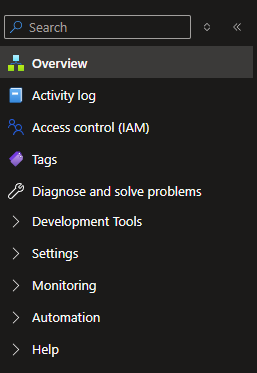 Search
Overview
Activity log
Access control (IAM)
Tags
Diagnose and solve problems
Development Tools
Settings
Monitoring
Automation
Help